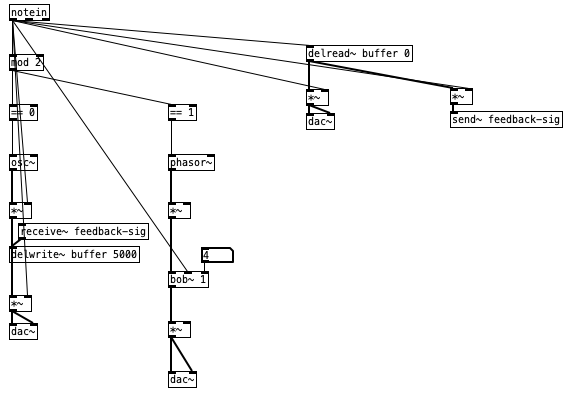 notein
delread~ buffer 0
mod 2
*~
*~
== 0
== 1
dac~
send~ feedback-sig
osc~
phasor~
*~
*~
receive~ feedback-sig
delwrite~ buffer 5000
4
bob~ 1
*~
*~
dac~
dac~